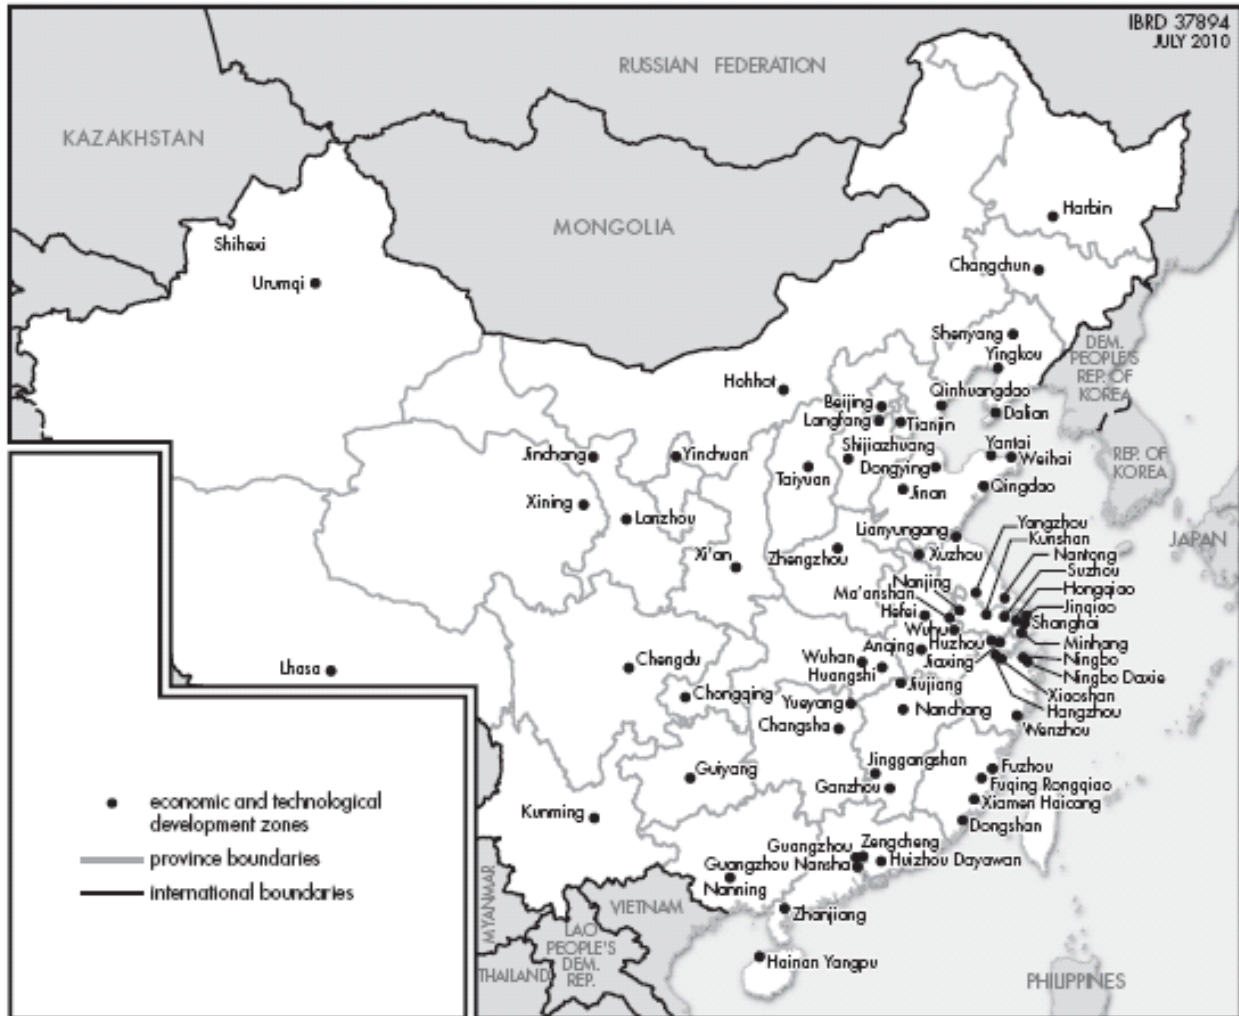 IBRD 37894
JULY 2010
RUSSIAN FEDERATION
KAZAKHSTAN
MONGOLIA
Harbin
Shihexi
Changchun
Urumqi
Shenyang
Yingkou
DEM.
PEOPLE'S
REP. OF
KOREA
Hohhot
Qinhuangdao
Beijing
Dalian
Langfang
Tianjin
Shijiazhuang
Yantai
Jinchang
Yinchuan
Weihai
REP. OF
KOREA
Dongying
Taiyuan
Qingdao
Jinan
Xining
Lanzhou
Lianyungang
Yangzhou
Kunshan
JAPAN
Xi'an
Zhengzhou
Xuzhou
Nantong
Suzhou
Nanjing
Hongqiao
Ma'anshan
Jinqiao
Hefei
Shanghai
Wuhu
Huzhou
Minhang
Anqing
Wuhan
Jiaxing
Ningbo
Lhasa
Chengdu
Huangshi
Ningbo Daxie
Jiujiang
Chongqing
Xiaoshan
Yueyang
Nanchang
Hangzhou
Changsha
Wenzhou
Jinggangshan
Fuzhou
Guiyang
Ganzhou
Fuqing Rongqiao
Xiamen Haicang
economic and technological
development zones
Kunming
Dongshan
Zengcheng
Guangzhou
province boundaries
Guangzhou Nansha
Huizhou Dayawan
Nanning
international boundaries
MYANMAR
VIETNAM
Zhanjiang
LAO
PEOPLE'S
DEM.
REP.
Hainan Yangpu
THAILAND
PHILIPPINES